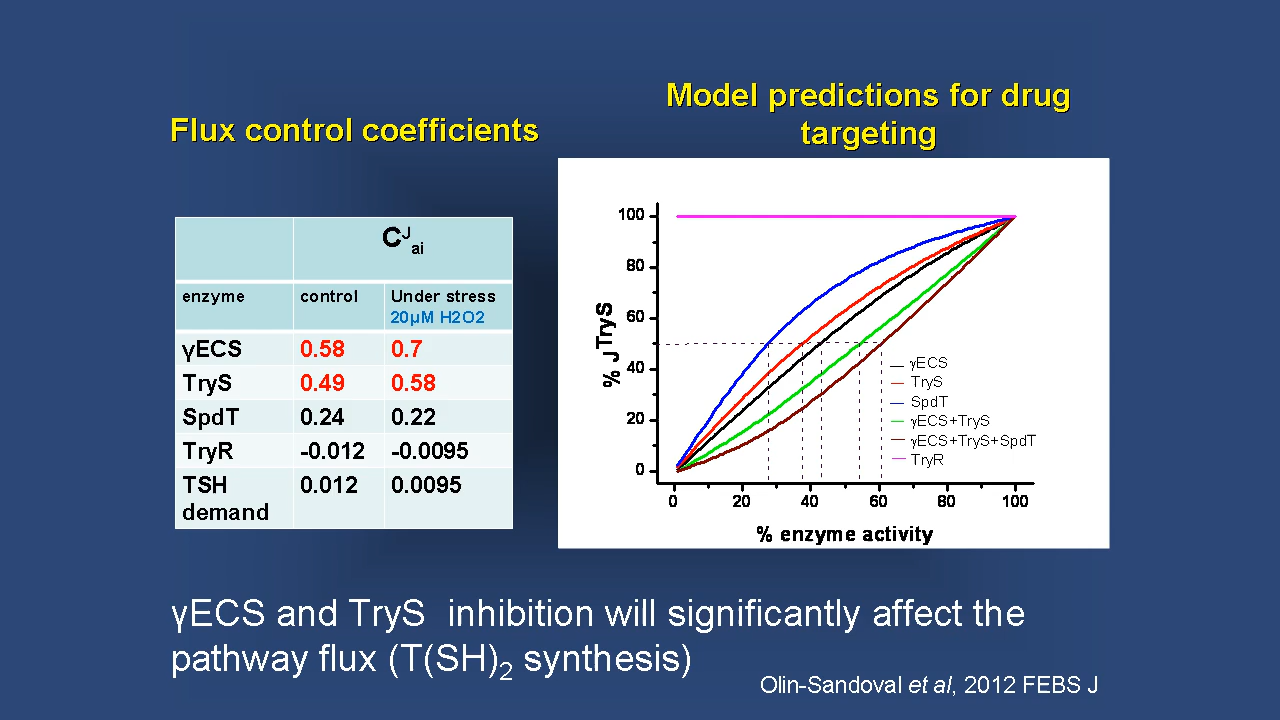 Flux control coefficients
Model predictions for drug
targeting
CJai
enzyme control Under stress
20µM H2O2
γECS 0.58 0.7
TryS 0.49 0.58
SpdT 0.24 0.22
TryR -0.012 -0.0095
TSH
demand 0.012 0.0095
% JTryS
100
80
60
40
20
0
0 20 40 60 80 100
% enzyme activity
γECS
TryS
SpdT
γECS+TryS
γECS+TryS+SpdT
TryR
γECS and TryS inhibition will significantly affect the
pathway flux (T(SH)2 synthesis)
Olin-Sandoval et al, 2012 FEBS J